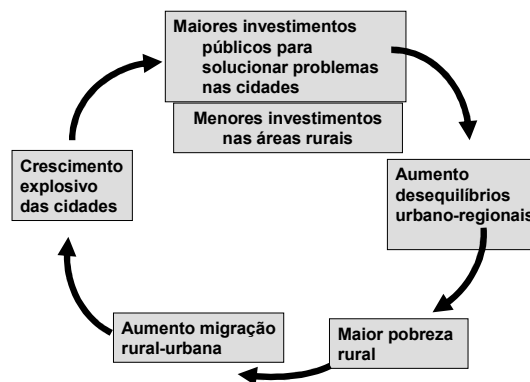 Maiores investimentos
públicos para
solucionar problemas
nas cidades
Menores investimentos
nas áreas rurais
Aumento
desequilíbrios
urbano-regionais
Maior pobreza
rural
Aumento migração
rural-urbana
Crescimento
explosivo
das cidades